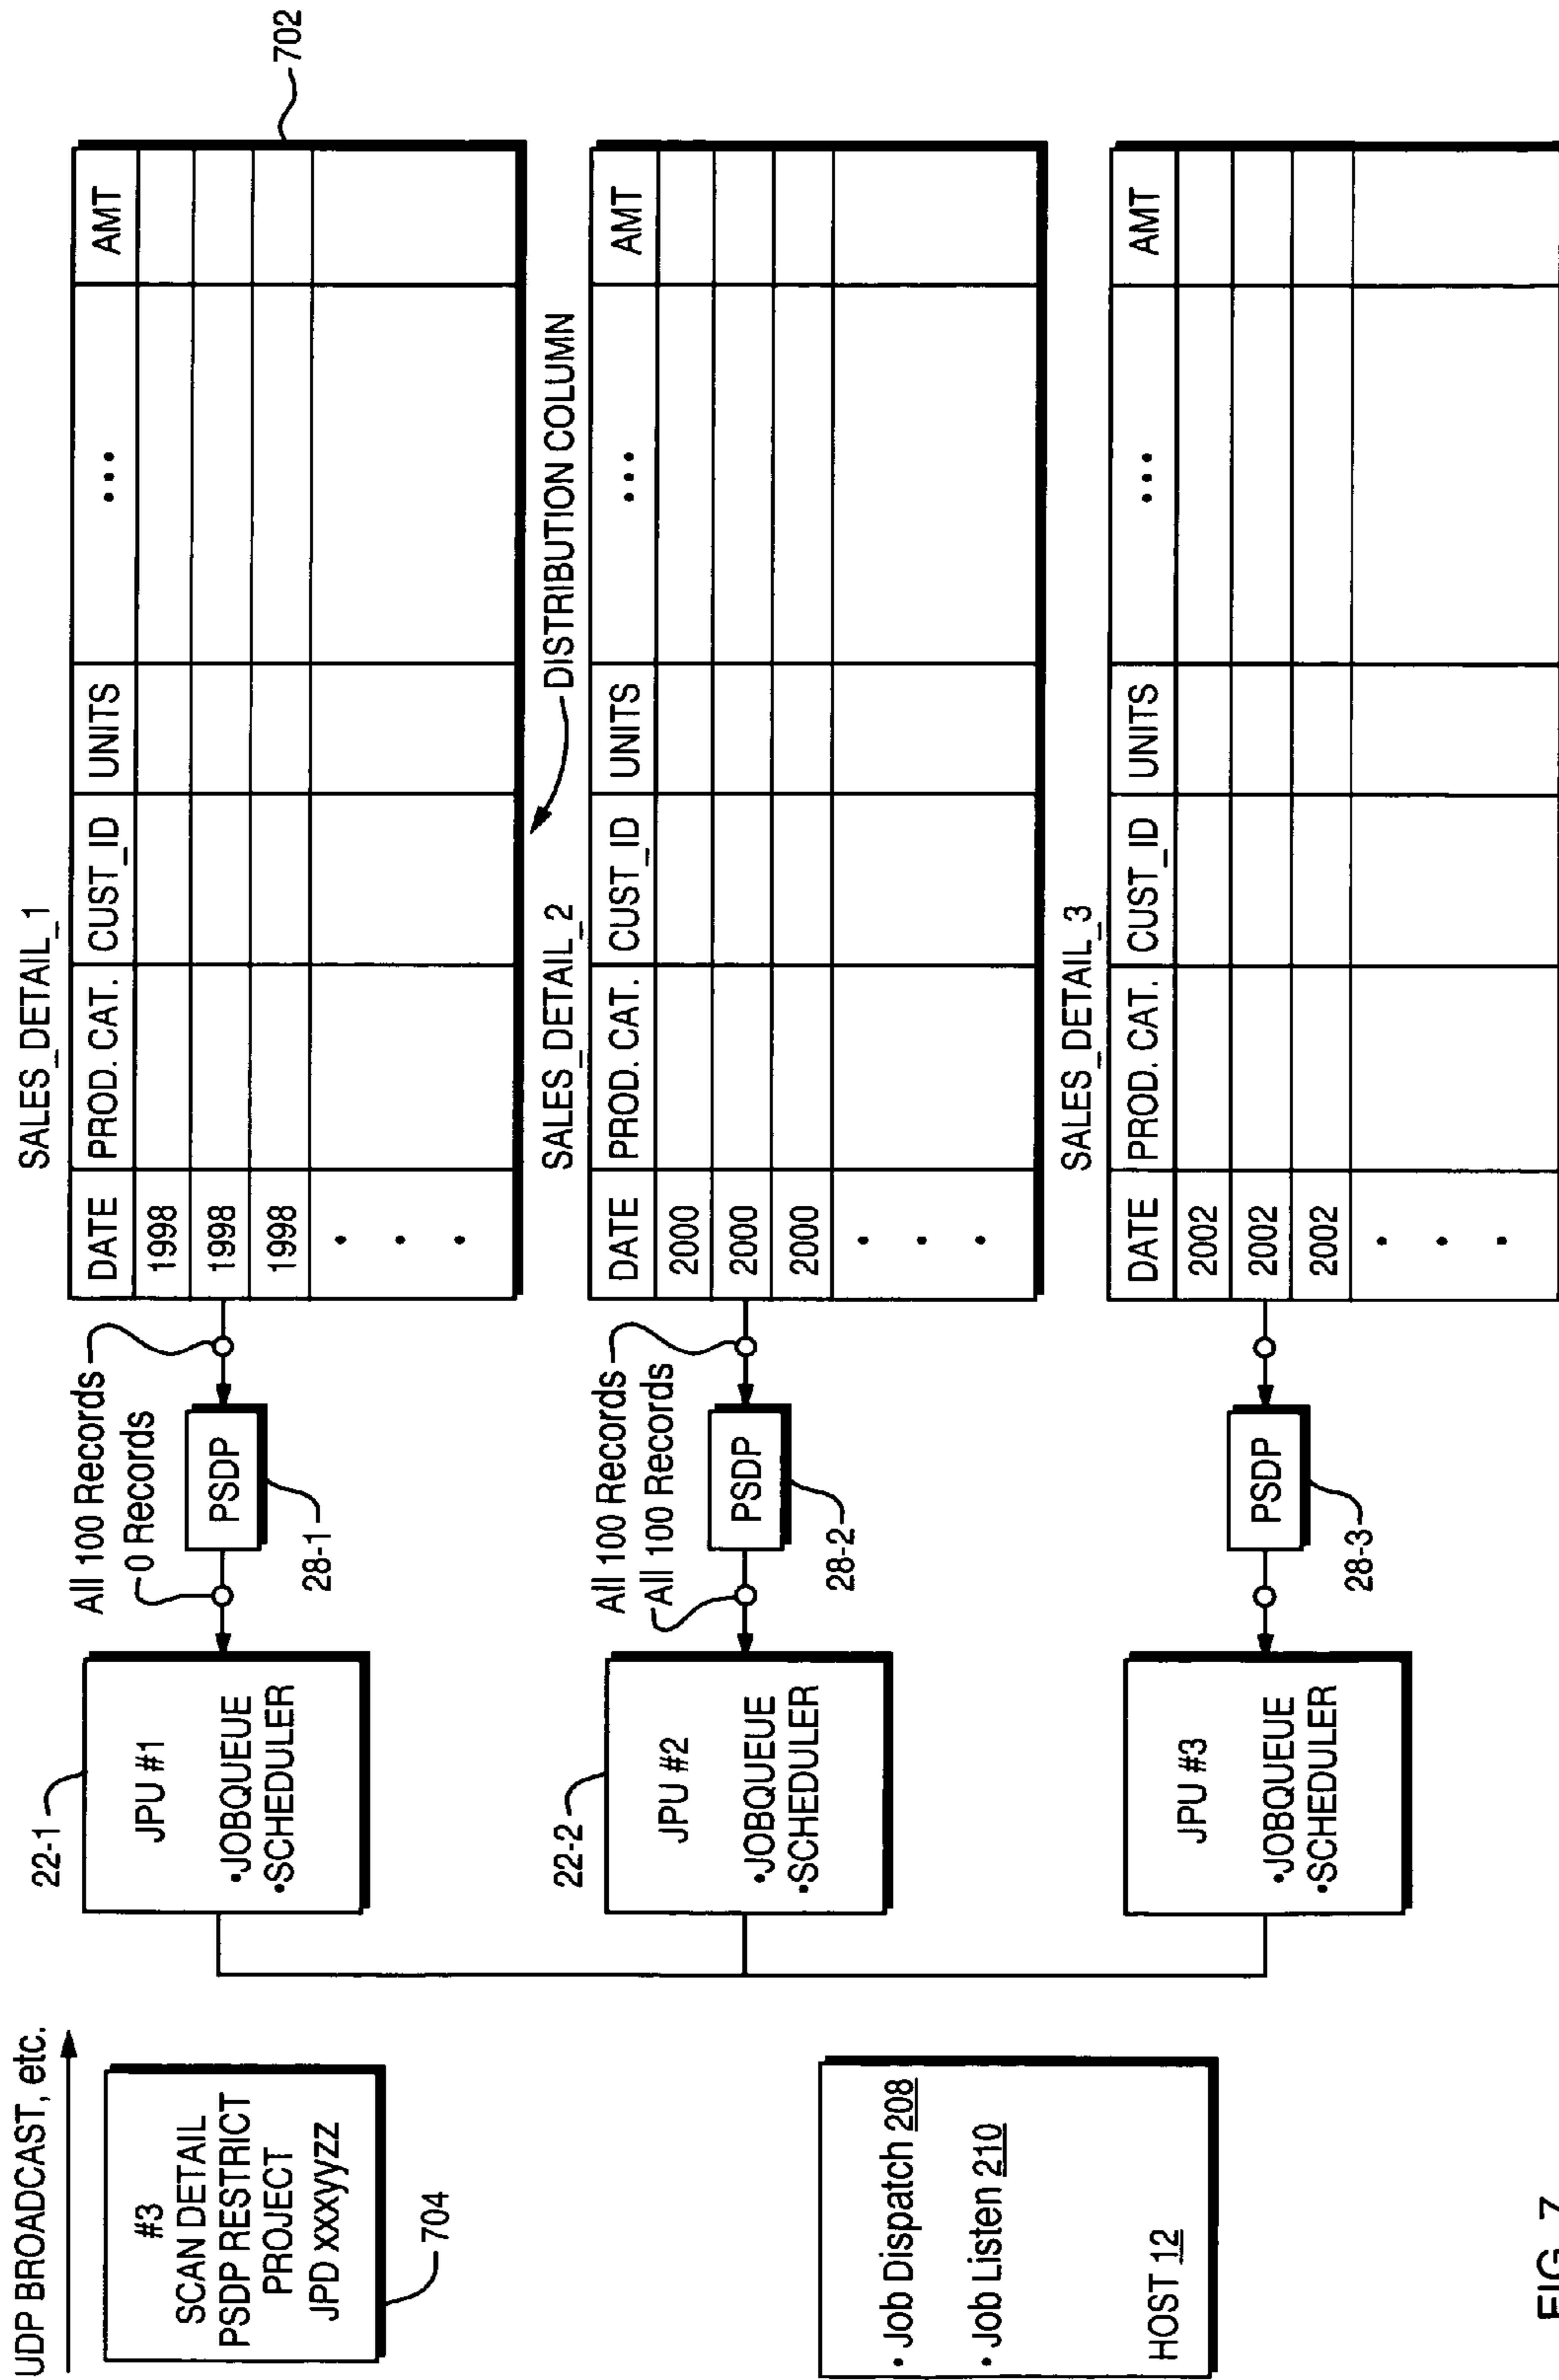 UDP BROADCAST, etc.
#3
SCAN DETAIL
PSDP RESTRICT
PROJECT
JPD xxxyyzz
704
• Job Dispatch 208
• Job Listen 210
HOST 12
22-1
JPU #1
•JOBQUEUE
•SCHEDULER
All 100 Records
0 Records
PSDP
28-1
SALES_DETAIL_1
DATE PROD. CAT. CUST_ID UNITS ... AMT
1998
1998
1998
.
.
.
702
DISTRIBUTION COLUMN
22-2
JPU #2
•JOBQUEUE
•SCHEDULER
All 100 Records
All 100 Records
PSDP
28-2
SALES_DETAIL_2
DATE PROD. CAT. CUST_ID UNITS ... AMT
2000
2000
2000
.
.
.
JPU #3
•JOBQUEUE
•SCHEDULER
PSDP
28-3
SALES_DETAIL_3
DATE PROD. CAT. CUST_ID UNITS ... AMT
2002
2002
2002
.
.
.
FIG. 7